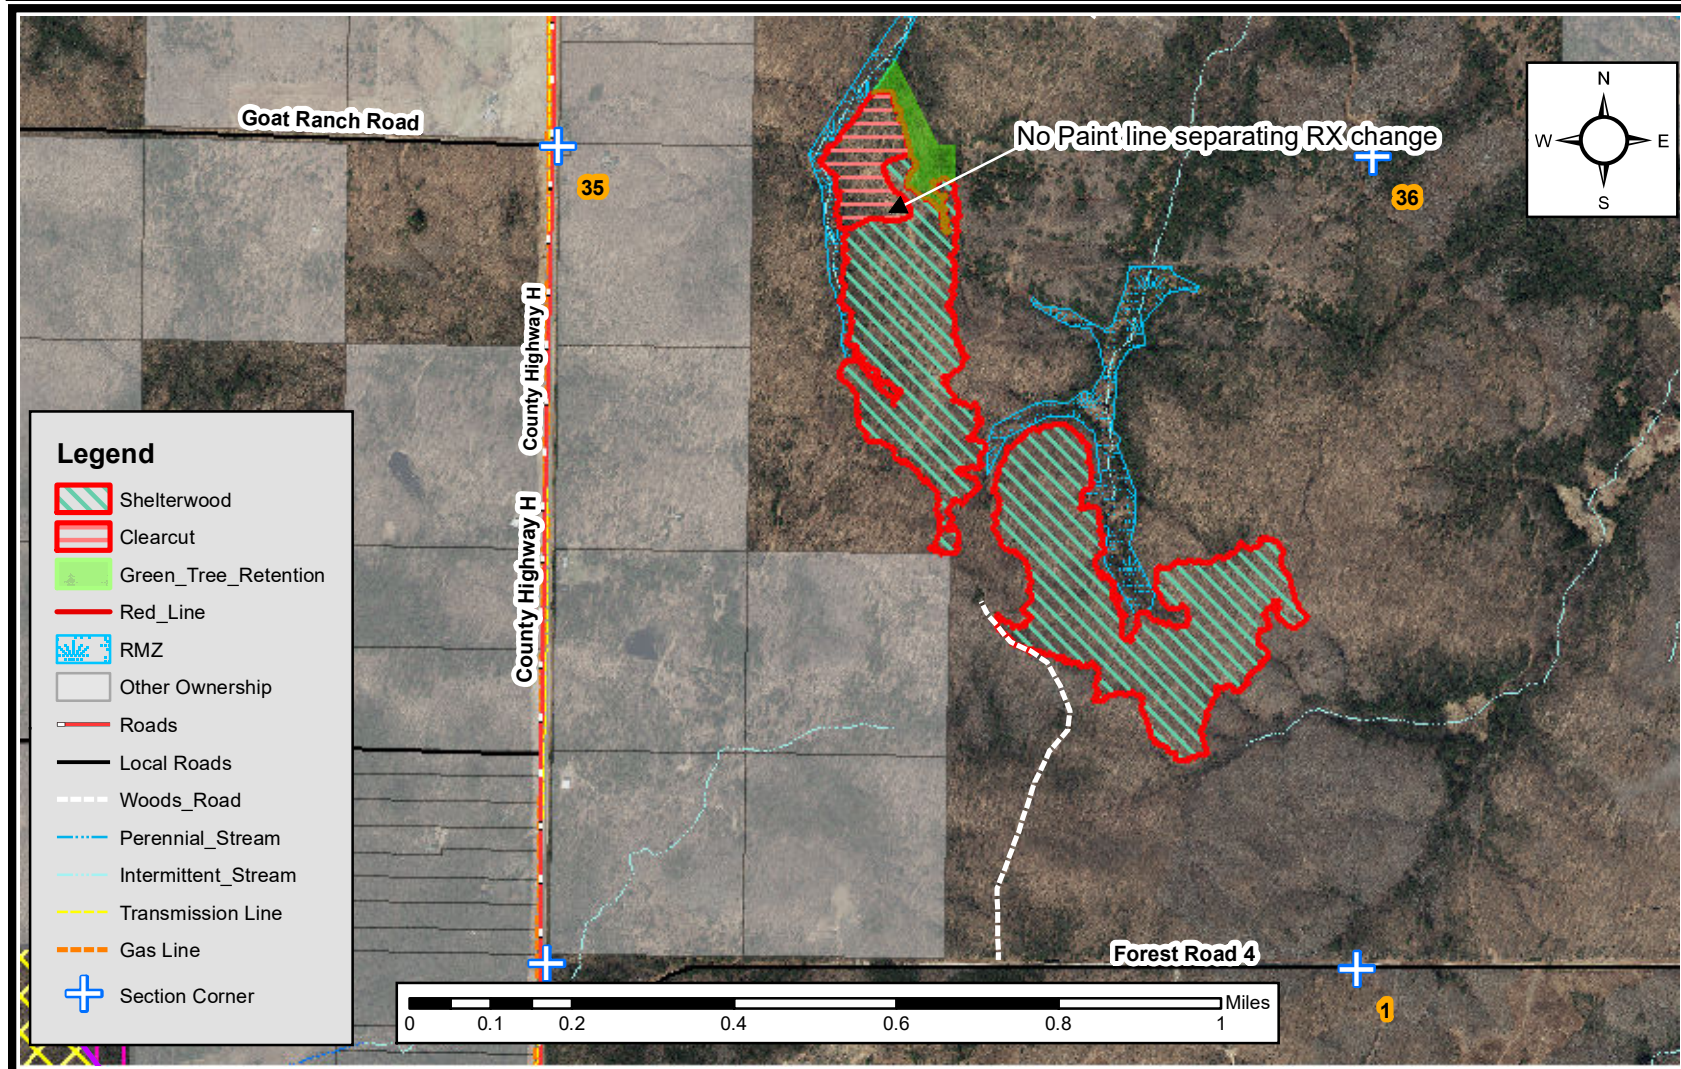 Goat Ranch Road
No Paint line separating RX change
N
W
E
S
35
36
County Highway H
County Highway H
Legend
Shelterwood
Clearcut
Green_Tree_Retention
Red_Line
RMZ
Other Ownership
Roads
Local Roads
Woods_Road
Perennial_Stream
Intermittent_Stream
Transmission Line
Gas Line
Section Corner
Forest Road 4
Miles
0 0.1 0.2 0.4 0.6 0.8 1
1